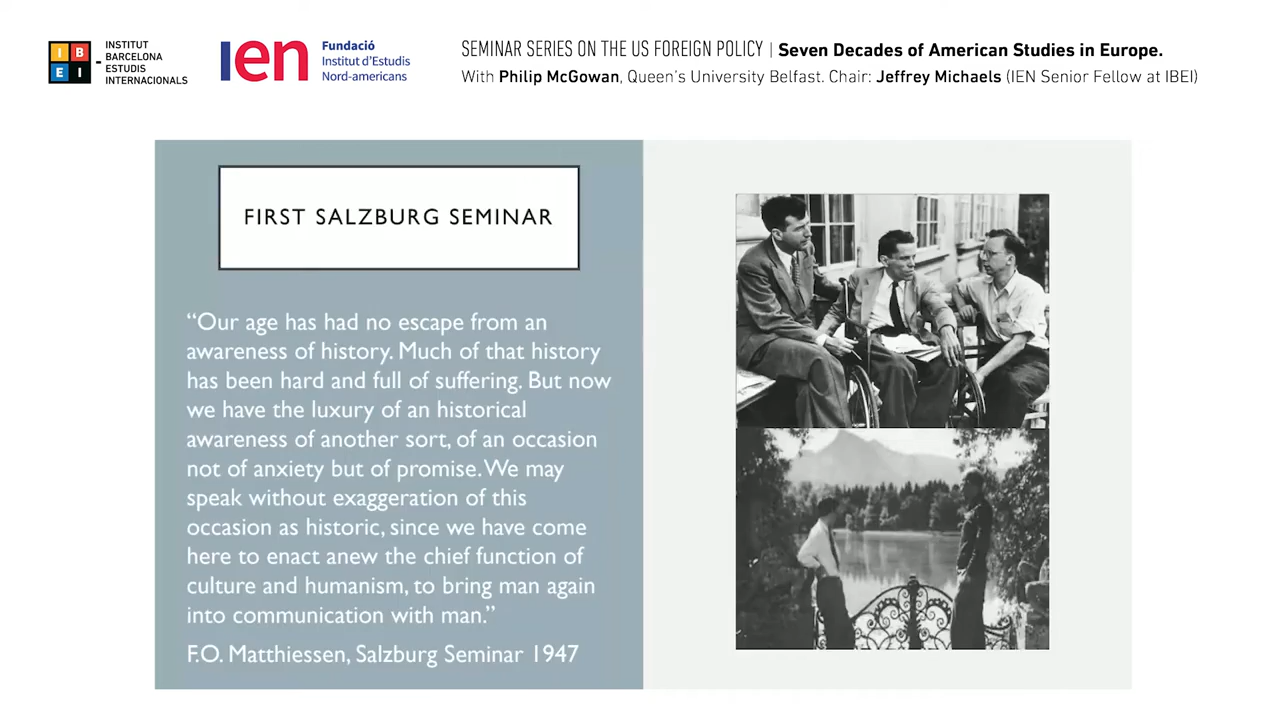 IB
EI
INSTITUT
BARCELONA
ESTUDIS
INTERNACIONALS
ien
Fundació
Institut d'Estudis
Nord-americans
SEMINAR SERIES ON THE US FOREIGN POLICY | Seven Decades of American Studies in Europe.
With Philip McGowan, Queen's University Belfast. Chair: Jeffrey Michaels (IEN Senior Fellow at IBEI)
FIRST SALZBURG SEMINAR
“Our age has had no escape from an
awareness of history. Much of that history
has been hard and full of suffering. But now
we have the luxury of an historical
awareness of another sort, of an occasion
not of anxiety but of promise. We may
speak without exaggeration of this
occasion as historic, since we have come
here to enact anew the chief function of
culture and humanism, to bring man again
into communication with man.”
F.O. Matthiessen, Salzburg Seminar 1947